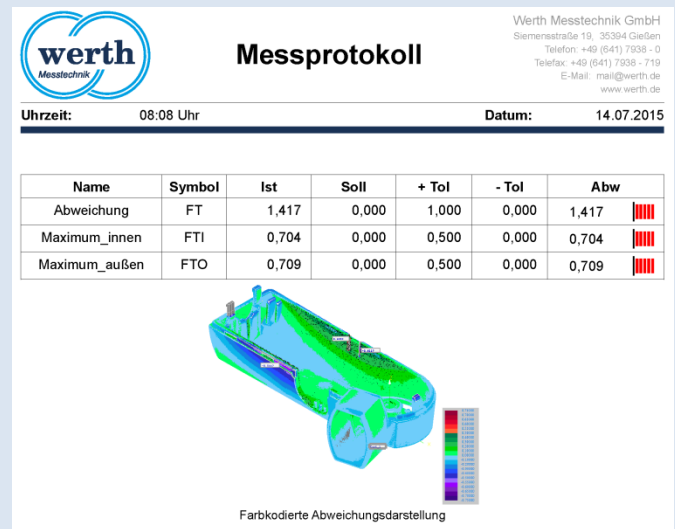 werth
Messtechnik
Messprotokoll
Werth Messtechnik GmbH
Siemensstraße 19, 35394 Gießen
Telefon: +49 (641) 7938 - 0
Telefax: +49 (641) 7938 - 719
E-Mail: mail@werth.de
www.werth.de
Uhrzeit: 08:08 Uhr Datum: 14.07.2015
Name Symbol Ist Soll + Tol - Tol Abw
Abweichung FT 1,417 0,000 1,000 0,000 1,417
Maximum_innen FTI 0,704 0,000 0,500 0,000 0,704
Maximum_außen FTO 0,709 0,000 0,500 0,000 0,709
Farbkodierte Abweichungsdarstellung